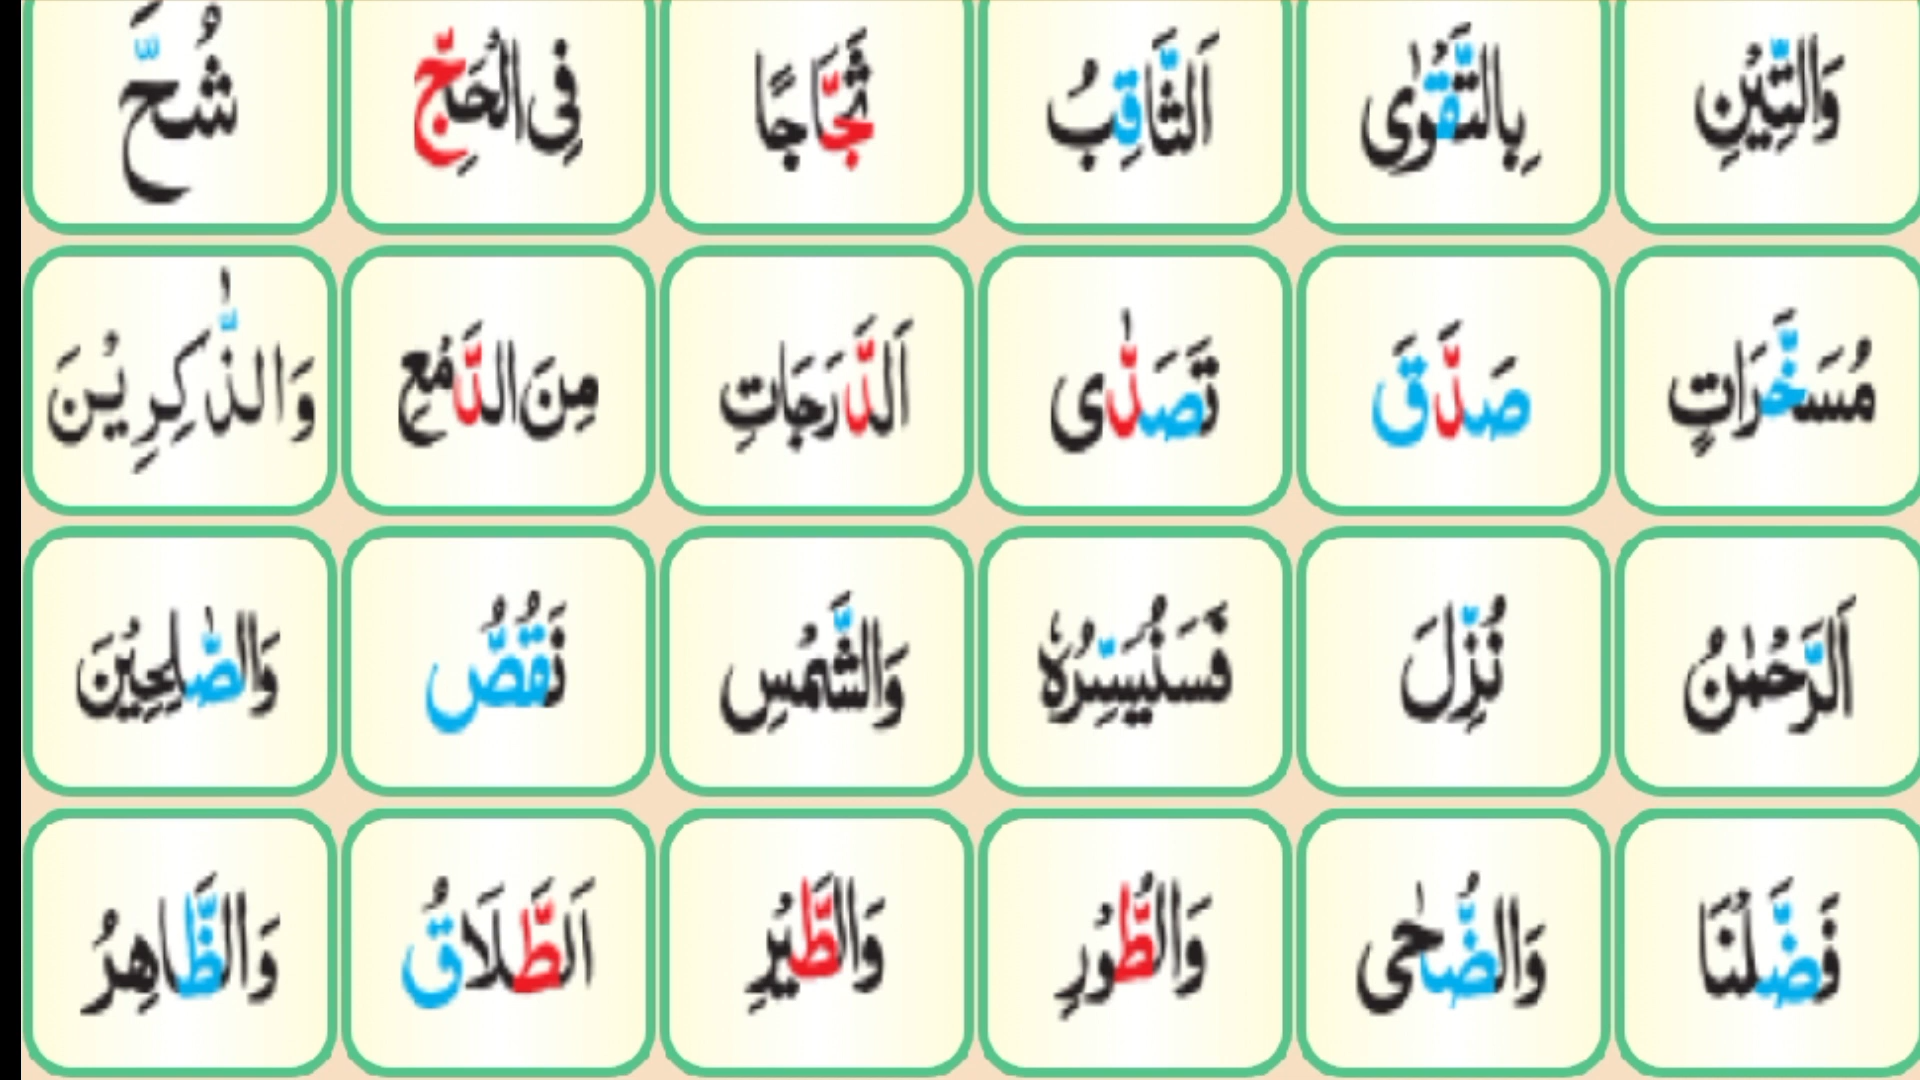 وَالتِّيْنِ بِالتَّقْوٰى اَلثَّاقِبُ ثَجَّاجًا فِى الْحَجِّ شُحَّ
مُسَخَّرَاتٍ صَدَّقَ تَصَدّٰى اَلدَّرَجَاتِ مِنَ الدَّمْعِ وَالذّٰكِرِيْنَ
اَلرَّحْمٰنُ نُزِّلَ فَسَنُيَسِّرُهٗ وَالشَّمْسِ نَقُصُّ وَالصّٰلِحِيْنَ
فَضَّلْنَا وَالضُّحٰى وَالطُّوْرِ وَالطَّيْرِ اَلطَّلَاقُ وَالظَّاهِرُ